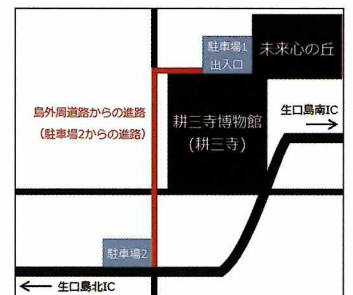 駐車場1
出入口
未来心の丘
島外周道路からの進路
(駐車場2からの進路)
耕三寺博物館
(耕三寺)
生口島南IC
駐車場2
生口島北IC